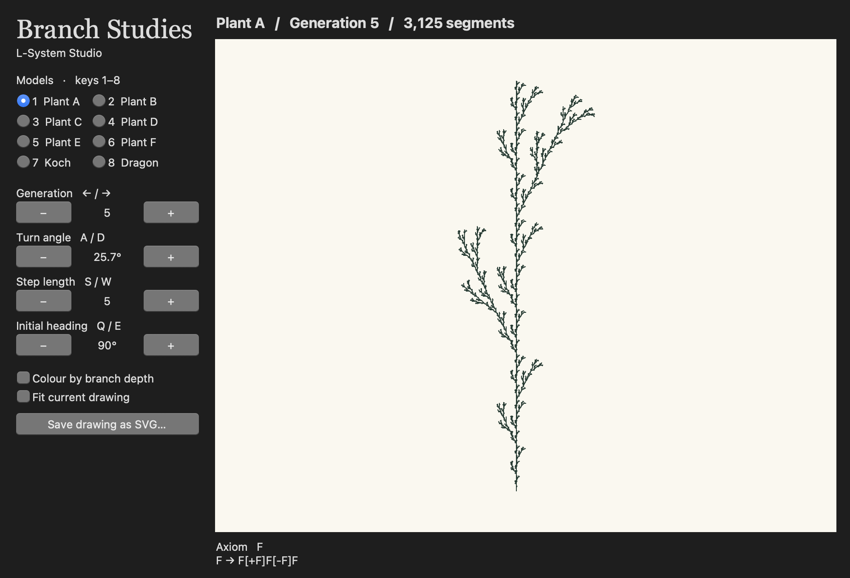 Branch Studies
L-System Studio
Models · keys 1–8
1 Plant A 2 Plant B
3 Plant C 4 Plant D
5 Plant E 6 Plant F
7 Koch 8 Dragon
Generation ← / →
– 5 +
Turn angle A / D
– 25.7° +
Step length S / W
– 5 +
Initial heading Q / E
– 90° +
Colour by branch depth
Fit current drawing
Save drawing as SVG...
Plant A / Generation 5 / 3,125 segments
Axiom F
F → F[+F]F[-F]F